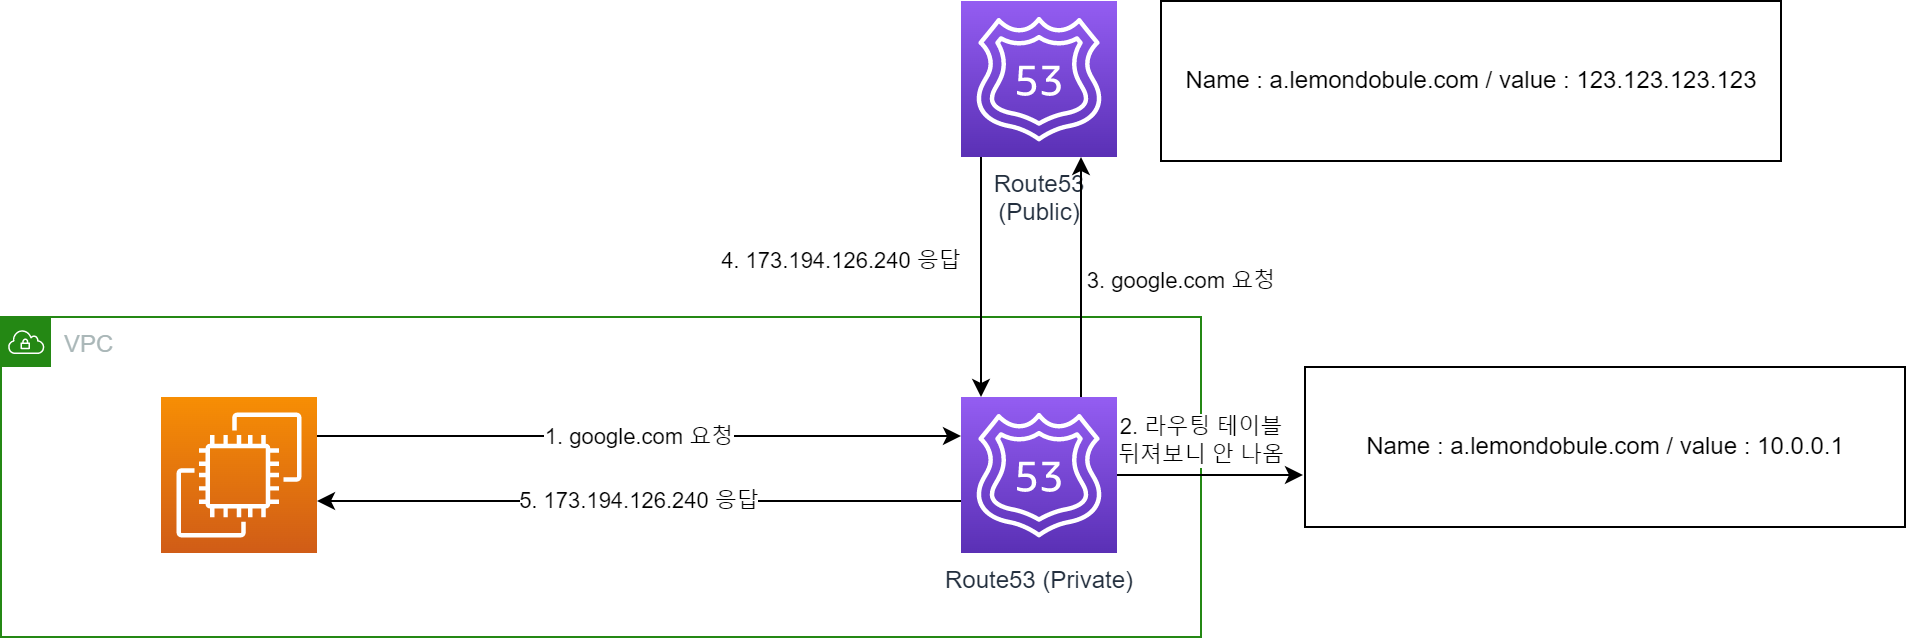 53
Name : a.lemondobule.com / value : 123.123.123.123
Route53
(Public)
4. 173.194.126.240 응답
3. google.com 요청
VPC
1. google.com 요청
53
2. 라우팅 테이블
뒤져보니 안 나옴
Name : a.lemondobule.com / value : 10.0.0.1
5. 173.194.126.240 응답
Route53 (Private)